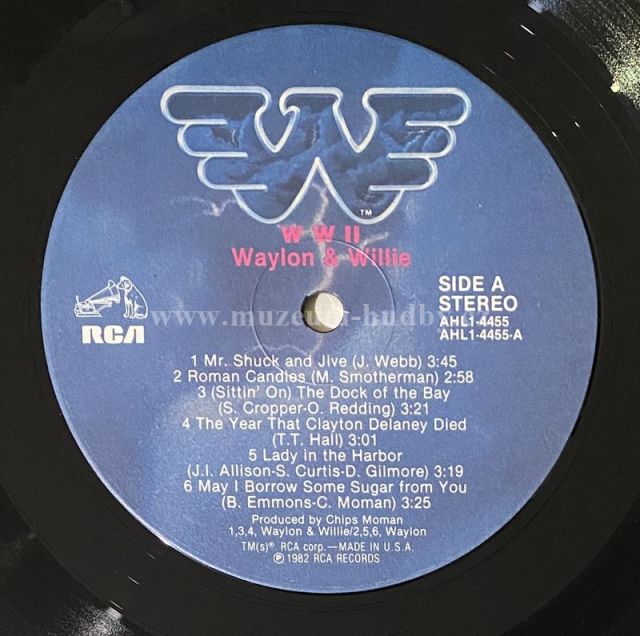 TM
W W II
Waylon & Willie
SIDE A
STEREO
AHL1-4455
AHL1-4455-A
RCA
www.muzeum-hudby.cz
1 Mr. Shuck and Jive (J. Webb) 3:45
2 Roman Candles (M. Smotherman) 2:58
3 (Sittin' On) The Dock of the Bay
(S. Cropper-O. Redding) 3:21
4 The Year That Clayton Delaney Died
(T.T. Hall) 3:01
5 Lady in the Harbor
(J.I. Allison-S. Curtis-D. Gilmore) 3:19
6 May I Borrow Some Sugar from You
(B. Emmons-C. Moman) 3:25
Produced by Chips Moman
1,3,4, Waylon & Willie/2,5,6, Waylon
TM(s)® RCA corp.—MADE IN U.S.A.
℗ 1982 RCA RECORDS